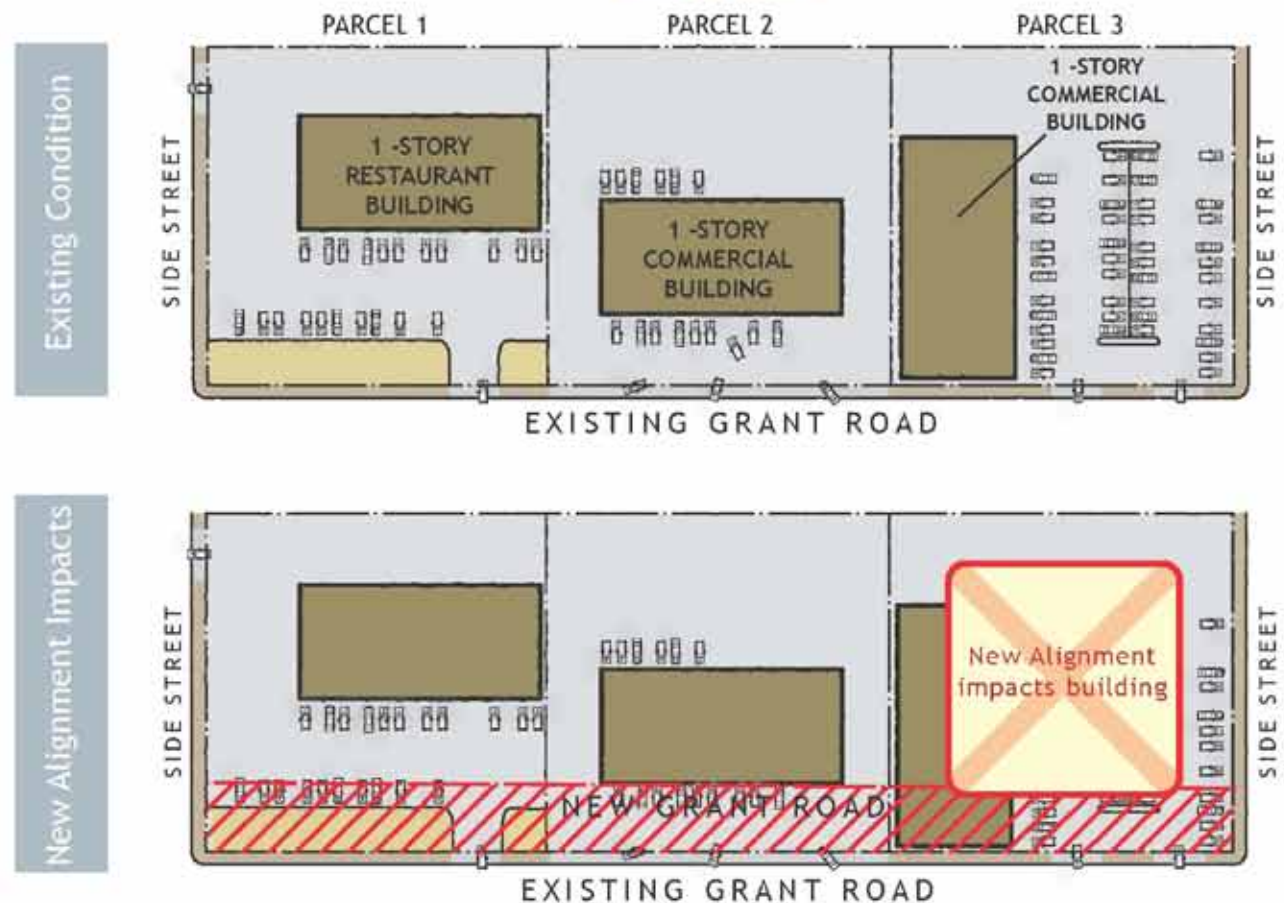 PARCEL 1
PARCEL 2
PARCEL 3
Existing Condition
SIDE STREET
1 -STORY
RESTAURANT
BUILDING
1 -STORY
COMMERCIAL
BUILDING
1 -STORY
COMMERCIAL
BUILDING
SIDE STREET
EXISTING GRANT ROAD
New Alignment Impacts
SIDE STREET
New Alignment
impacts building
SIDE STREET
NEW GRANT ROAD
EXISTING GRANT ROAD